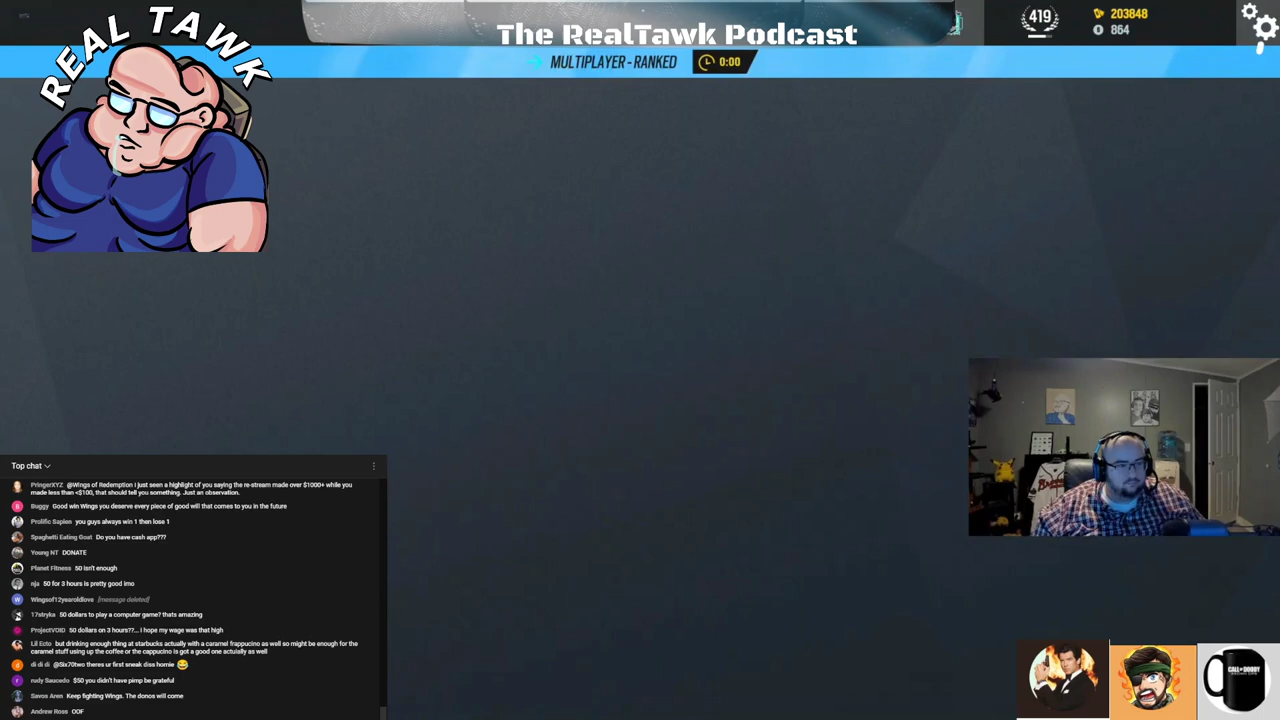 REAL TAWK
The RealTawk Podcast
419
203848
864
MULTIPLAYER - RANKED
0:00
Top chat
PringerXYZ @Wings of Redemption I just seen a highlight of you saying the re-stream made over $1000+ while you
made less than <$100, that should tell you something. Just an observation.
Buggy Good win Wings you deserve every piece of good will that comes to you in the future
Prolific Sapien you guys always win 1 then lose 1
Spaghetti Eating Goat Do you have cash app???
Young NT DONATE
Planet Fitness 50 isn't enough
nja 50 for 3 hours is pretty good imo
Wingsof12yearoldlove [message deleted]
17stryka 50 dollars to play a computer game? thats amazing
ProjectVOID 50 dollars on 3 hours??... i hope my wage was that high
Lil Ecto but drinking enough thing at starbucks actually with a caramel frappucino as well so might be enough for the
caramel stuff using up the coffee or the cappucino is got a good one actuially as well
di di di @Six70two theres ur first sneak diss homie
rudy Saucedo $50 you didn't have pimp be grateful
Savos Aren Keep fighting Wings. The donos will come
Andrew Ross OOF
CALL OF DOODY